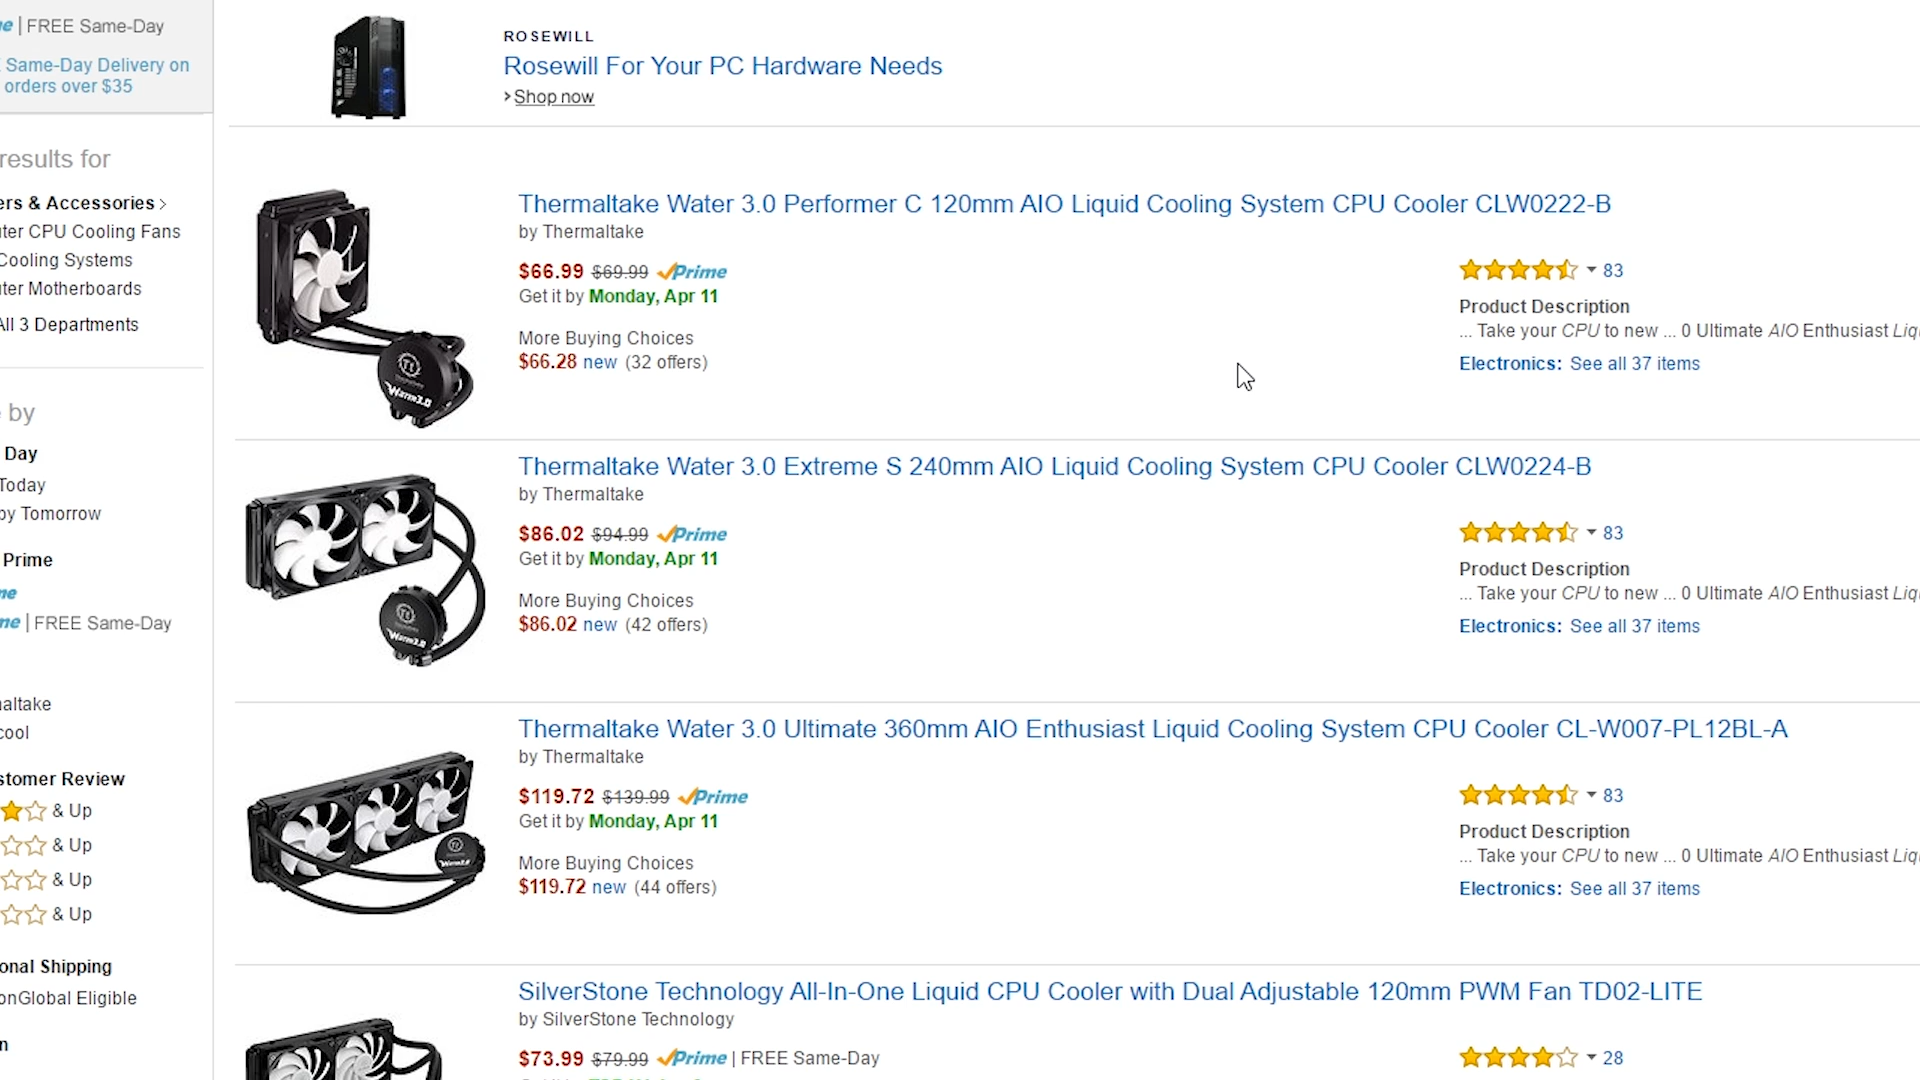 e | FREE Same-Day
Same-Day Delivery on
orders over $35
results for
ers & Accessories
ter CPU Cooling Fans
Cooling Systems
ter Motherboards
All 3 Departments
by
Day
Today
by Tomorrow
Prime
me
me | FREE Same-Day
altake
cool
stomer Review
& Up
& Up
& Up
& Up
onal Shipping
onGlobal Eligible
n
ROSEWILL
Rosewill For Your PC Hardware Needs
Shop now
Thermaltake Water 3.0 Performer C 120mm AIO Liquid Cooling System CPU Cooler CLW0222-B
by Thermaltake
$66.99 $69.99 Prime
Get it by Monday, Apr 11
More Buying Choices
$66.28 new (32 offers)
83
Product Description
... Take your CPU to new ... 0 Ultimate AIO Enthusiast Liq
Electronics: See all 37 items
WATER3.0
Thermaltake Water 3.0 Extreme S 240mm AIO Liquid Cooling System CPU Cooler CLW0224-B
by Thermaltake
$86.02 $94.99 Prime
Get it by Monday, Apr 11
More Buying Choices
$86.02 new (42 offers)
83
Product Description
... Take your CPU to new ... 0 Ultimate AIO Enthusiast Liq
Electronics: See all 37 items
WATER3.0
Thermaltake Water 3.0 Ultimate 360mm AIO Enthusiast Liquid Cooling System CPU Cooler CL-W007-PL12BL-A
by Thermaltake
$119.72 $139.99 Prime
Get it by Monday, Apr 11
More Buying Choices
$119.72 new (44 offers)
83
Product Description
... Take your CPU to new ... 0 Ultimate AIO Enthusiast Liq
Electronics: See all 37 items
SilverStone Technology All-In-One Liquid CPU Cooler with Dual Adjustable 120mm PWM Fan TD02-LITE
by SilverStone Technology
$73.99 $79.99 Prime | FREE Same-Day
28